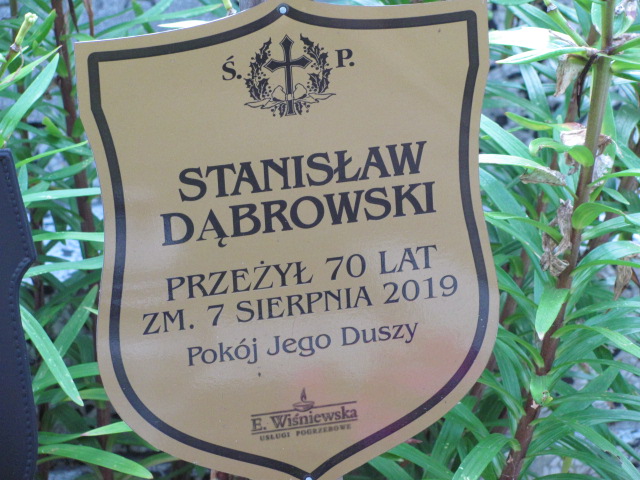 Ś. P.
STANISŁAW
DĄBROWSKI
PRZEŻYŁ 70 LAT
ZM. 7 SIERPNIA 2019
Pokój Jego Duszy
E. Wiśniewska
USŁUGI POGRZEBOWE